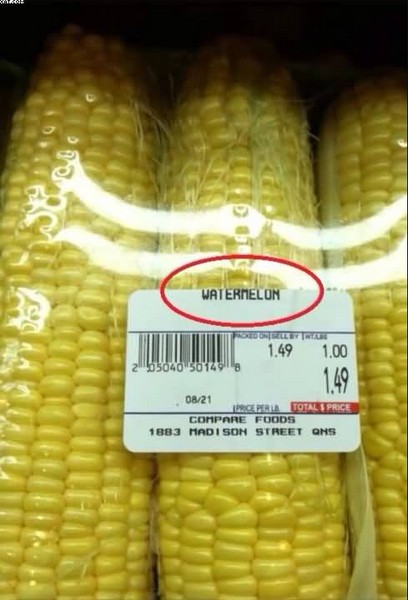 WATERMELON
PACKED ON SELL BY WT/LBS
1.49 1.00
1.49
2 05040 50149 8
08/21
PRICE PER LB. TOTAL $ PRICE
COMPARE FOODS
1883 MADISON STREET QNS